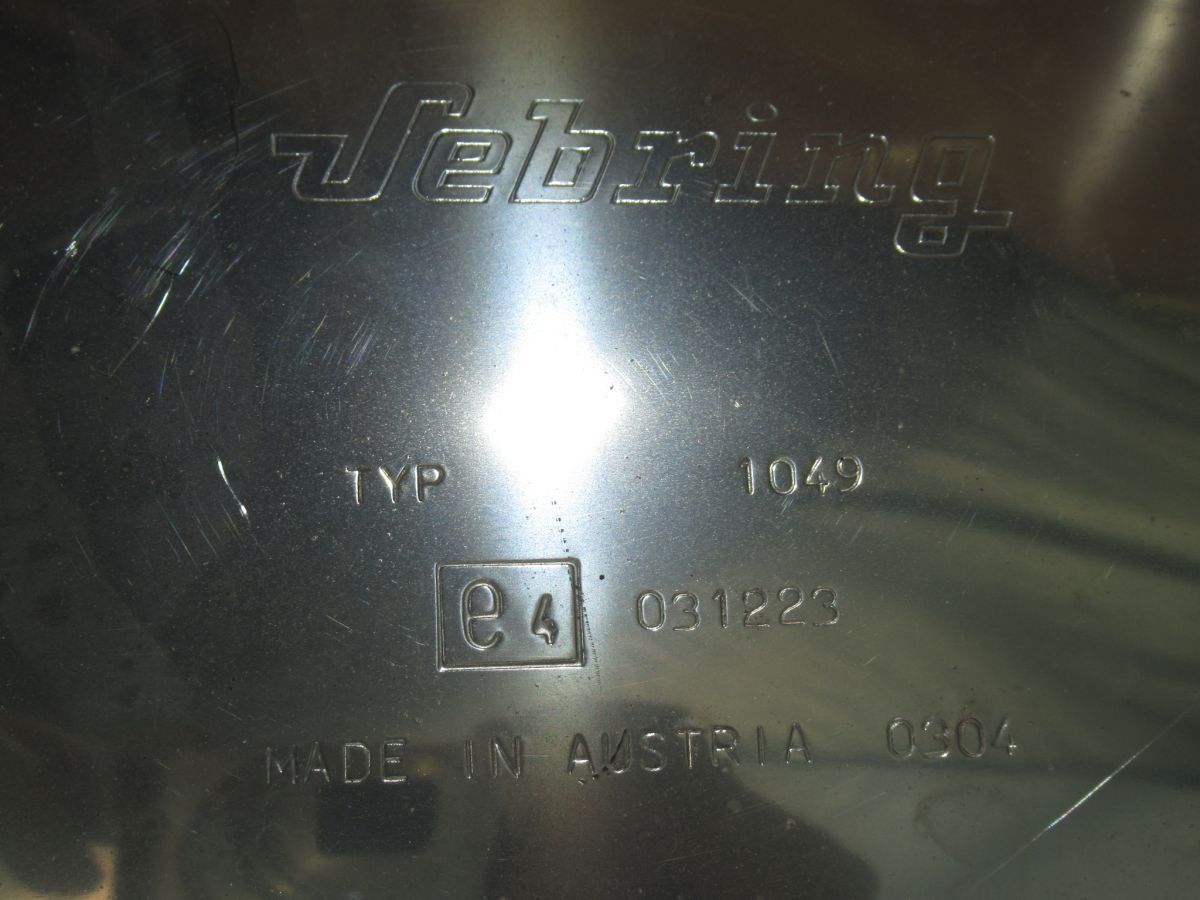 Sebring
TYP 1049
e4 031223
MADE IN AUSTRIA 0304